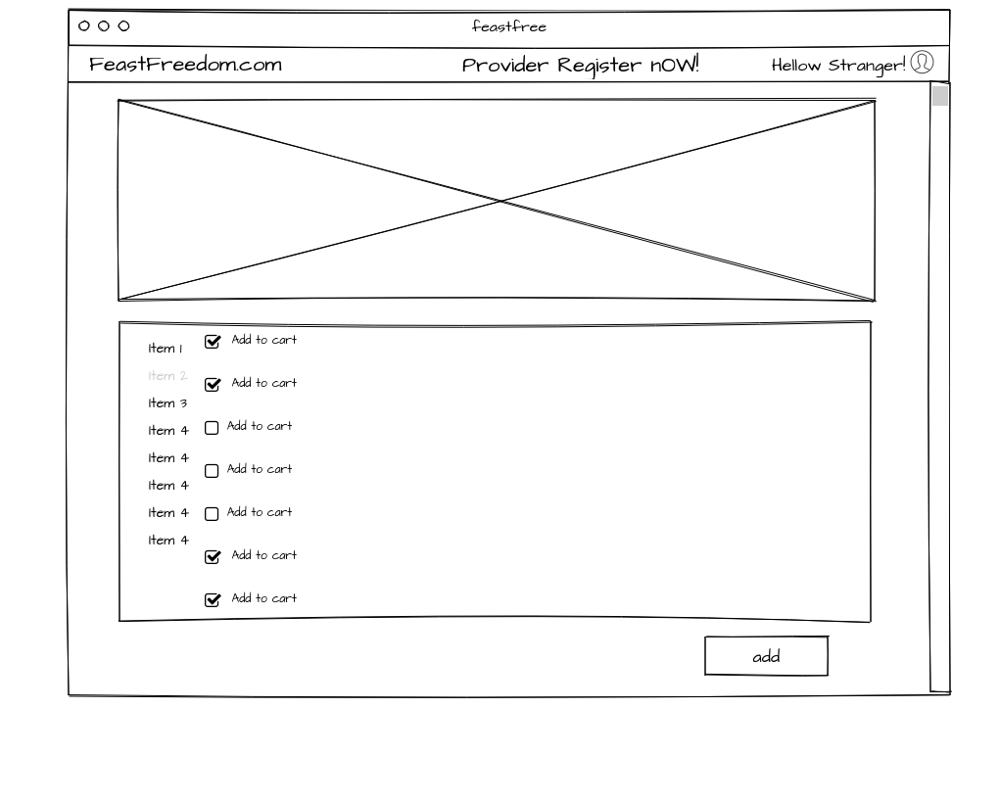 feastfree
FeastFreedom.com Provider Register nOW! Hellow Stranger!
Item 1 Add to cart
Item 2 Add to cart
Item 3
Item 4 Add to cart
Item 4
Item 4 Add to cart
Item 4 Add to cart
Item 4 Add to cart
Add to cart
add